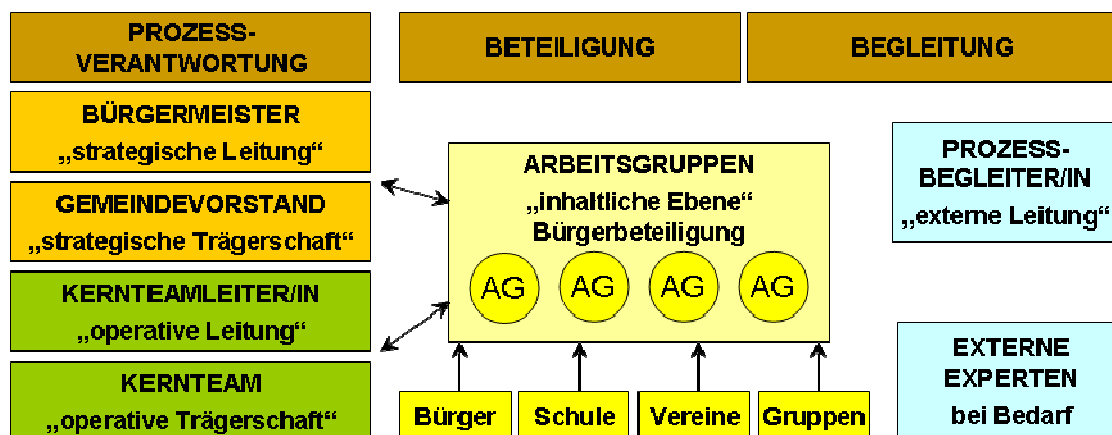 PROZESS-
VERANTWORTUNG
BETEILIGUNG
BEGLEITUNG
BÜRGERMEISTER
„strategische Leitung“
GEMEINDEVORSTAND
„strategische Trägerschaft“
KERNTEAMLEITER/IN
„operative Leitung“
KERNTEAM
„operative Trägerschaft“
ARBEITSGRUPPEN
„inhaltliche Ebene“
Bürgerbeteiligung
AG AG AG AG
Bürger Schule Vereine Gruppen
PROZESS-
BEGLEITER/IN
„externe Leitung“
EXTERNE
EXPERTEN
bei Bedarf